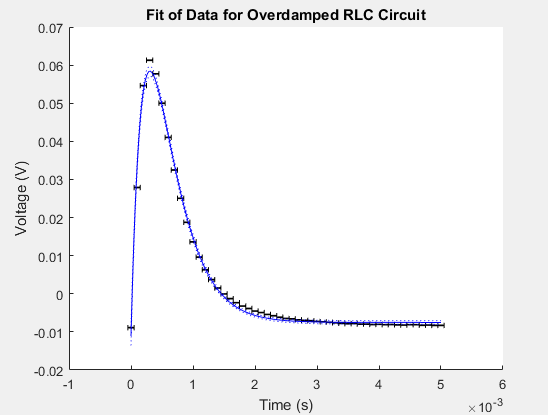 Fit of Data for Overdamped RLC Circuit
0.07
0.06
0.05
0.04
0.03
0.02
0.01
0
-0.01
-0.02
Voltage (V)
-1 0 1 2 3 4 5 6
Time (s)
×10-3